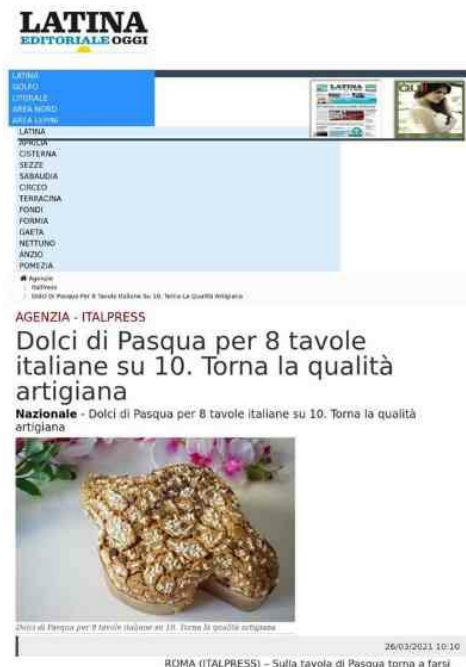 LATINA
EDITORIALE OGGI
LATINA
GOLFO
LITORALE
AREA NORD
AREA LEPINI
LATINA
LATINA
APRILIA
CISTERNA
SEZZE
SABAUDIA
CIRCEO
TERRACINA
FONDI
FORMIA
GAETA
NETTUNO
ANZIO
POMEZIA
Agenzie
/ ItalPress
/ Dolci Di Pasqua Per 8 Tavole Italiane Su 10. Torna La Qualità Artigiana
AGENZIA - ITALPRESS
Dolci di Pasqua per 8 tavole
italiane su 10. Torna la qualità
artigiana
Nazionale - Dolci di Pasqua per 8 tavole italiane su 10. Torna la qualità
artigiana
Dolci di Pasqua per 8 tavole italiane su 10. Torna la qualità artigiana
26/03/2021 10:10
ROMA (ITALPRESS) – Sulla tavola di Pasqua torna a farsi